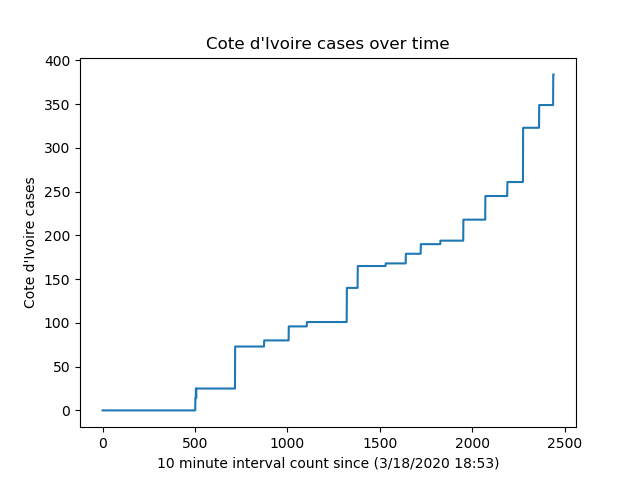 Cote d'Ivoire cases over time
400
350
300
250
200
150
100
50
0
Cote d'Ivoire cases
0 500 1000 1500 2000 2500
10 minute interval count since (3/18/2020 18:53)